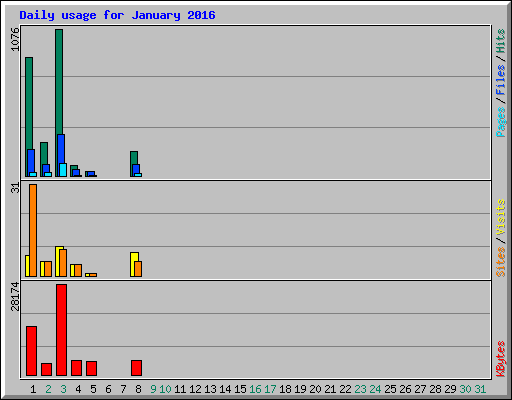 Daily usage for January 2016
1076
Pages/Files/Hits
31
Sites/Visits
28174
KBytes
1 2 3 4 5 6 7 8 9 10 11 12 13 14 15 16 17 18 19 20 21 22 23 24 25 26 27 28 29 30 31